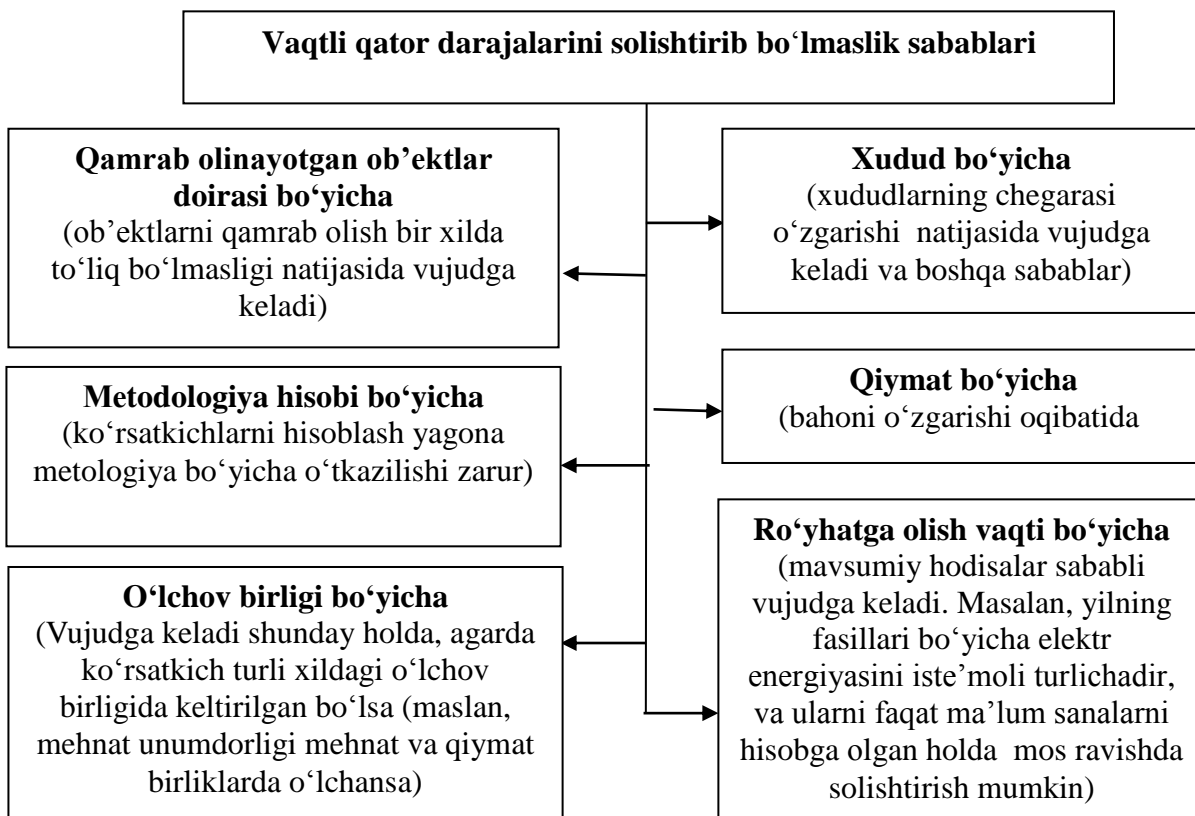 Vaqtli qator darajalarini solishtirib bo‘lmaslik sabablari
Qamrab olinayotgan ob’ektlar
doirasi bo‘yicha
(ob’ektlarni qamrab olish bir xilda
to‘liq bo‘lmasligi natijasida vujudga
keladi)
Xudud bo‘yicha
(xududlarning chegarasi
o‘zgarishi natijasida vujudga
keladi va boshqa sabablar)
Metodologiya hisobi bo‘yicha
(ko‘rsatkichlarni hisoblash yagona
metologiya bo‘yicha o‘tkazilishi zarur)
Qiymat bo‘yicha
(bahoni o‘zgarishi oqibatida
O‘lchov birligi bo‘yicha
(Vujudga keladi shunday holda, agarda
ko‘rsatkich turli xildagi o‘lchov
birligida keltirilgan bo‘lsa (maslan,
mehnat unumdorligi mehnat va qiymat
birliklarda o‘lchansa)
Ro‘yhatga olish vaqti bo‘yicha
(mavsumiy hodisalar sababli
vujudga keladi. Masalan, yilning
fasillari bo‘yicha elektr
energiyasini iste’moli turlichadir,
va ularni faqat ma’lum sanalarni
hisobga olgan holda mos ravishda
solishtirish mumkin)